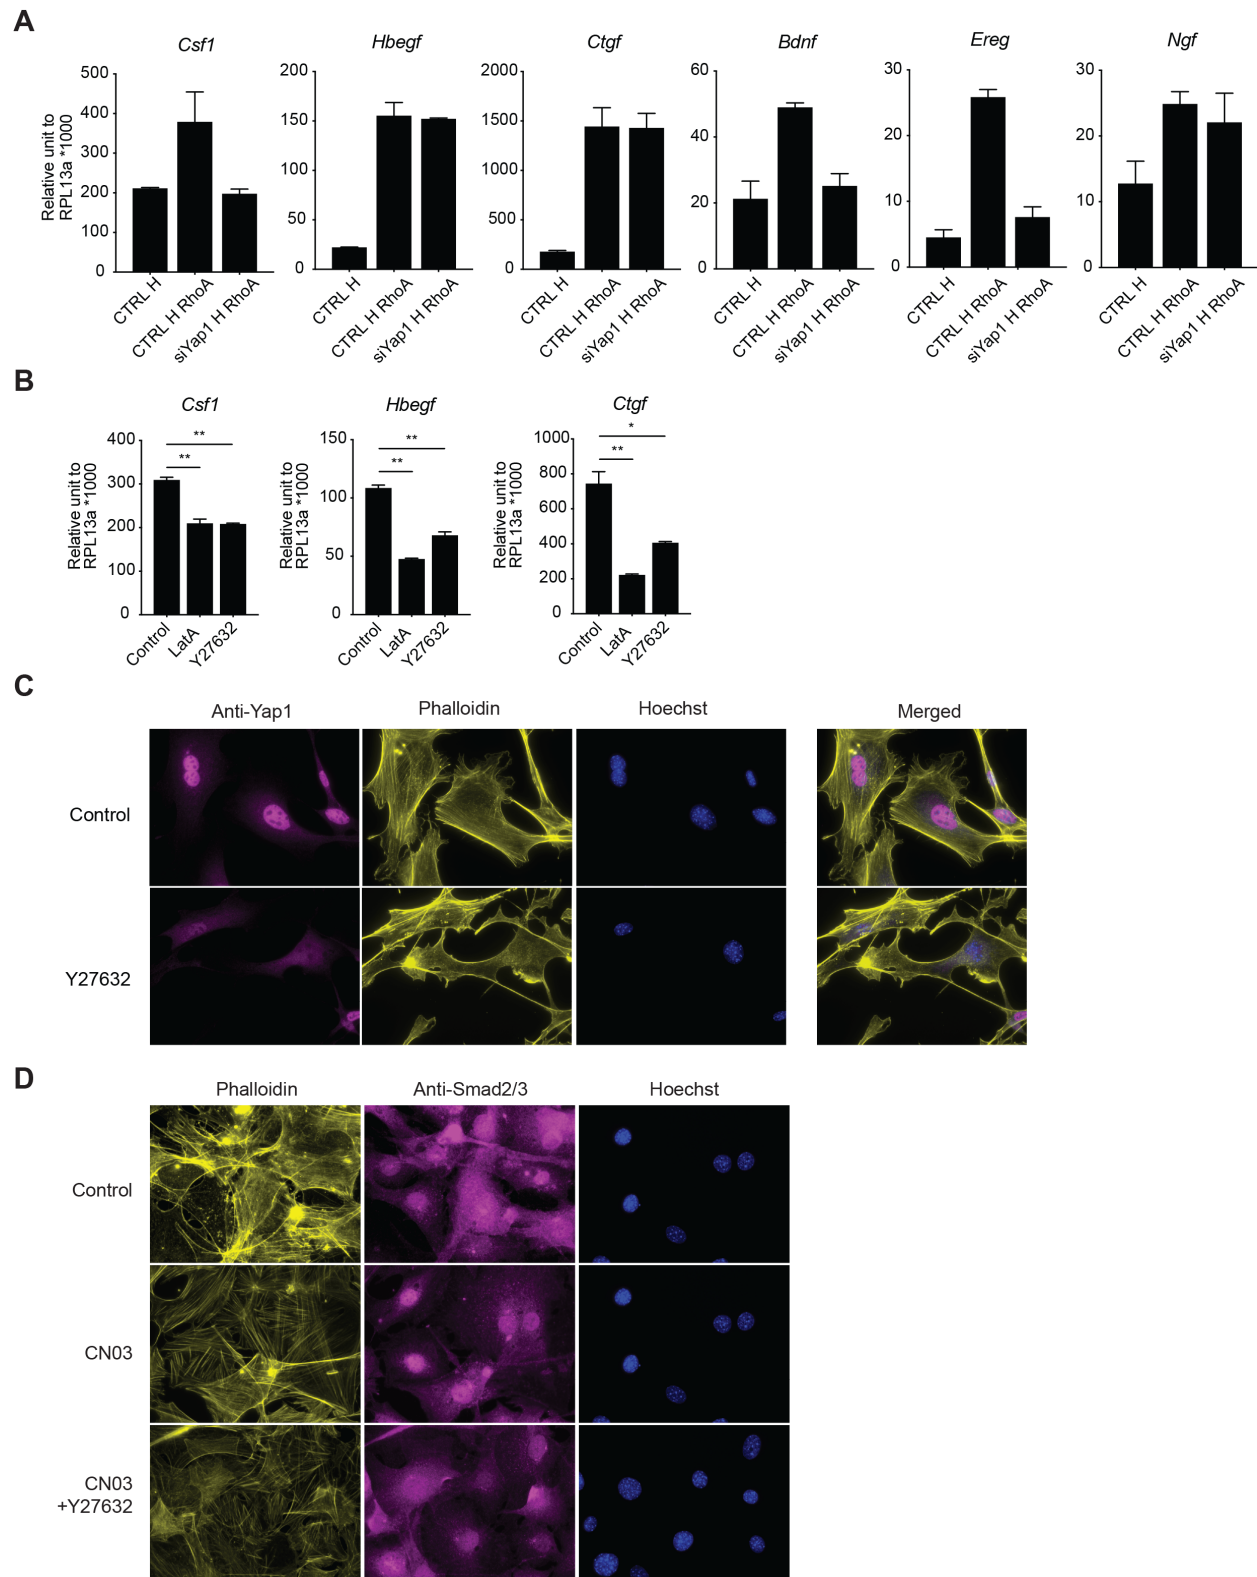 A
Csf1
Hbegf
Ctgf
Bdnf
Ereg
Ngf
Relative unit to
RPL13a *1000
500
400
300
200
100
0
200
150
100
50
0
2000
1500
1000
500
0
60
40
20
0
30
20
10
0
30
20
10
0
CTRL H
CTRL H RhoA
siYap1 H RhoA
CTRL H
CTRL H RhoA
siYap1 H RhoA
CTRL H
CTRL H RhoA
siYap1 H RhoA
CTRL H
CTRL H RhoA
siYap1 H RhoA
CTRL H
CTRL H RhoA
siYap1 H RhoA
CTRL H
CTRL H RhoA
siYap1 H RhoA
B
Csf1
Relative unit to
RPL13a *1000
400
300
200
100
0
**
**
Control
LatA
Y27632
Hbegf
Relative unit to
RPL13a *1000
150
100
50
0
**
**
Control
LatA
Y27632
Ctgf
Relative unit to
RPL13a *1000
1000
800
600
400
200
0
*
**
Control
LatA
Y27632
C
Anti-Yap1
Phalloidin
Hoechst
Merged
Control
Y27632
D
Phalloidin
Anti-Smad2/3
Hoechst
Control
CN03
CN03
+Y27632